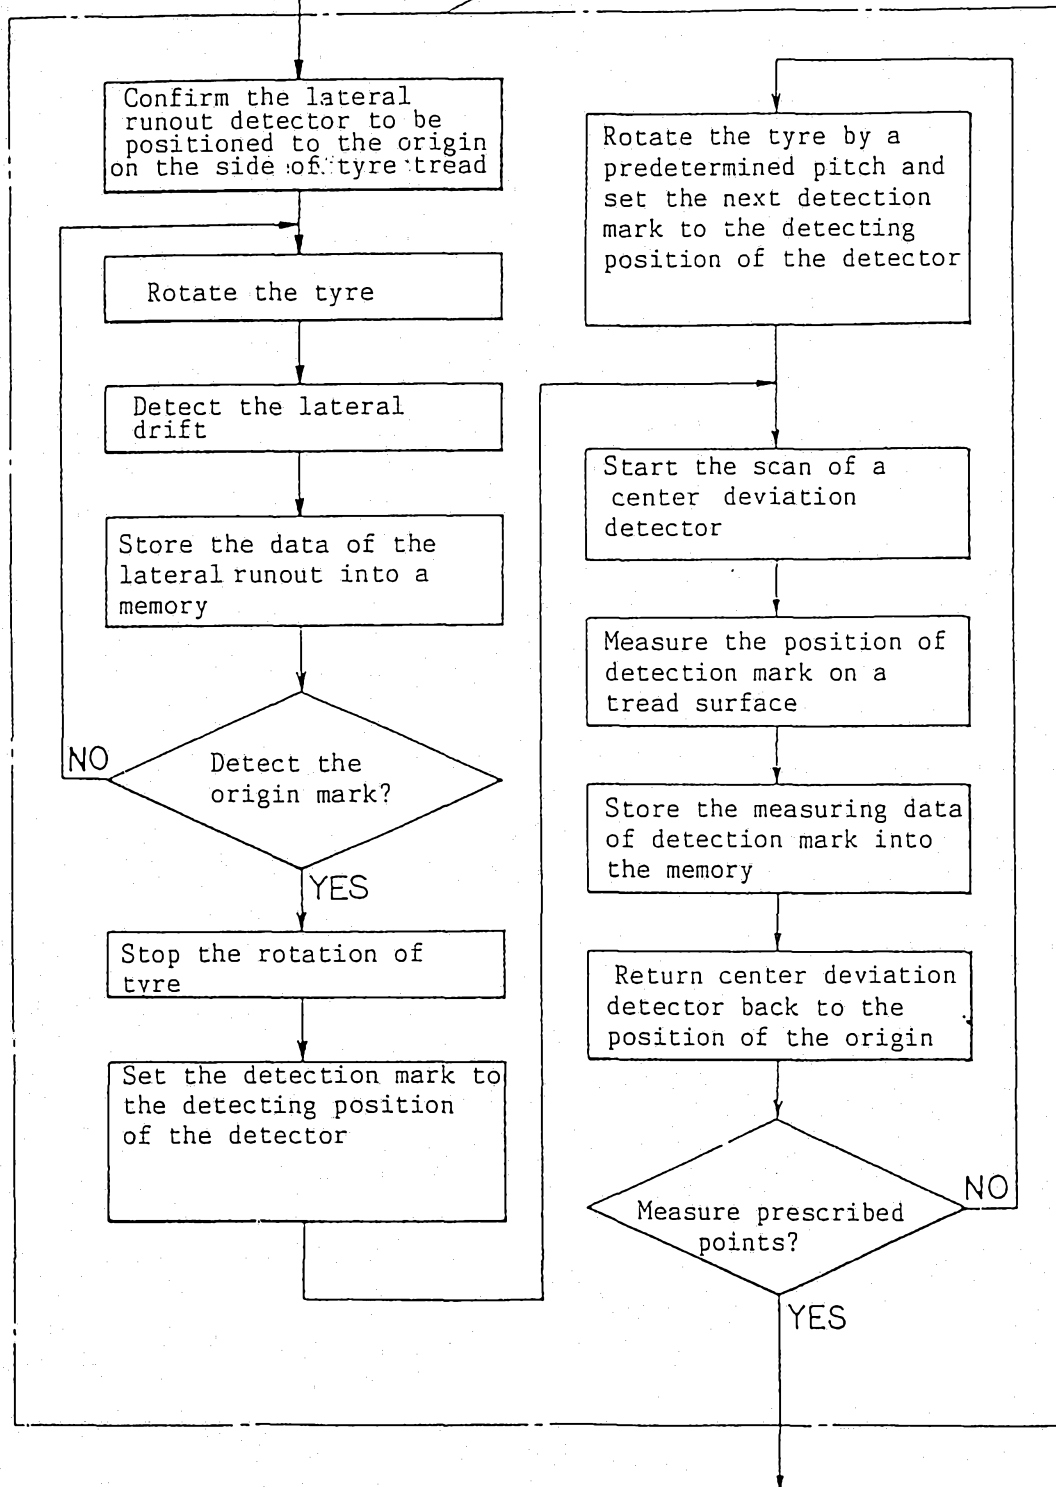 Confirm the lateral
runout detector to be
positioned to the origin
on the side of tyre tread
Rotate the tyre
Detect the lateral
drift
Store the data of the
lateral runout into a
memory
NO
Detect the
origin mark?
YES
Stop the rotation of
tyre
Set the detection mark to
the detecting position
of the detector
Rotate the tyre by a
predetermined pitch and
set the next detection
mark to the detecting
position of the detector
Start the scan of a
center deviation
detector
Measure the position of
detection mark on a
tread surface
Store the measuring data
of detection mark into
the memory
Return center deviation
detector back to the
position of the origin
NO
Measure prescribed
points?
YES